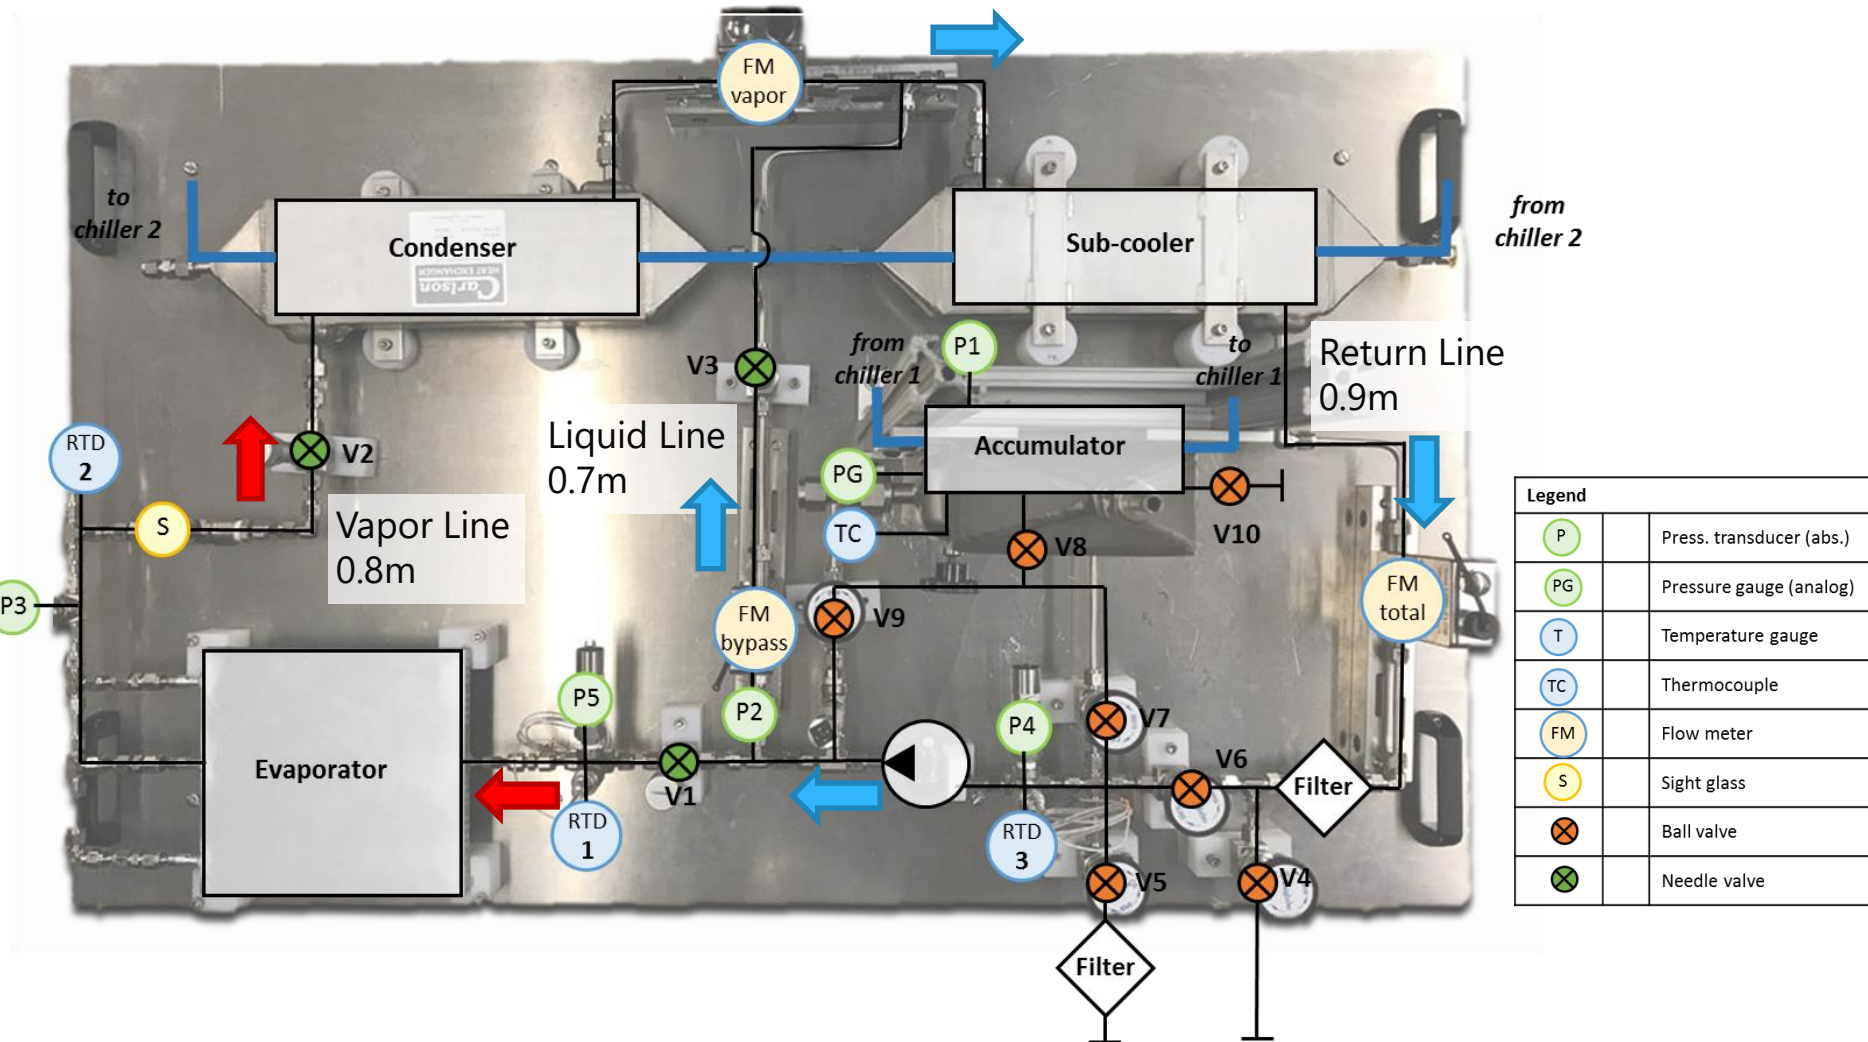 FM
vapor
to
chiller 2
Condenser
Carlson
HEAT EXCHANGER
Sub-cooler
from
chiller 2
V3
from
chiller 1
P1
to
chiller 1
Return Line
0.9m
RTD
2
V2
Liquid Line
0.7m
Accumulator
PG
TC
V10
V8
S
Vapor Line
0.8m
P3
FM
bypass
V9
FM
total
P5
P2
P4
V7
Evaporator
V1
V6
Filter
RTD
1
RTD
3
V5
V4
Filter
Legend
P Press. transducer (abs.)
PG Pressure gauge (analog)
T Temperature gauge
TC Thermocouple
FM Flow meter
S Sight glass
Ball valve
Needle valve